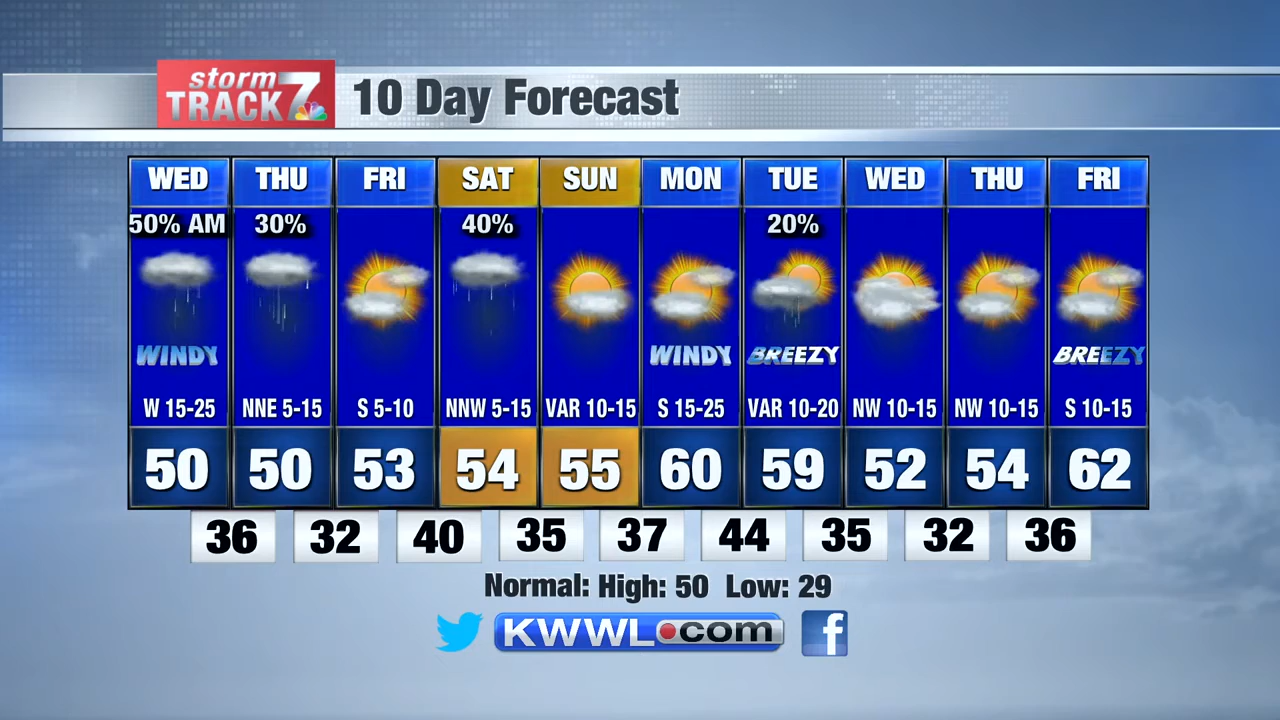 storm
TRACK 7
10 Day Forecast
WED THU FRI SAT SUN MON TUE WED THU FRI
50% AM 30% 40% 20%
WINDY WINDY BREEZY BREEZY
W 15-25 NNE 5-15 S 5-10 NNW 5-15 VAR 10-15 S 15-25 VAR 10-20 NW 10-15 NW 10-15 S 10-15
50 50 53 54 55 60 59 52 54 62
36 32 40 35 37 44 35 32 36
Normal: High: 50 Low: 29
KWWL.com f